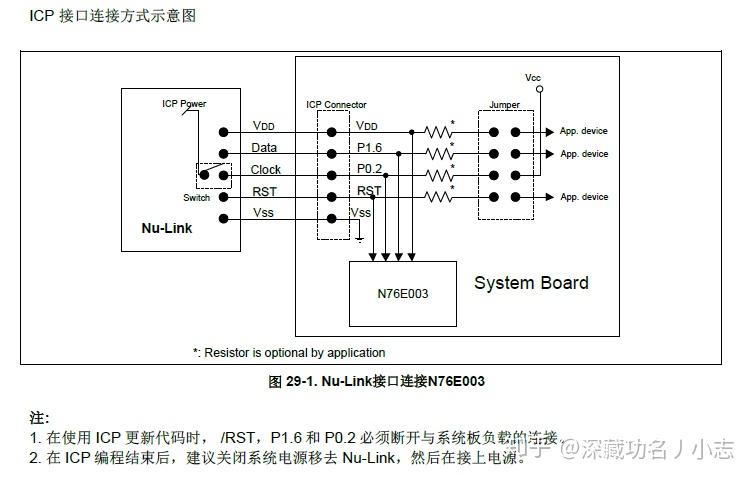 ICP 接口连接方式示意图
Vcc
ICP Power
ICP Connector
Jumper
VDD
VDD
*
App. device
Data
P1.6
*
App. device
Clock
P0.2
*
Switch
RST
RST
*
App. device
Vss
Vss
Nu-Link
System Board
N76E003
*: Resistor is optional by application
图 29-1. Nu-Link接口连接N76E003
注:
1. 在使用 ICP 更新代码时， /RST，P1.6 和 P0.2 必须断开与系统板负载的连接。
2. 在 ICP 编程结束后，建议关闭系统电源移去 Nu-Link，然后在接上电源。
知乎 @深藏功名丿小志